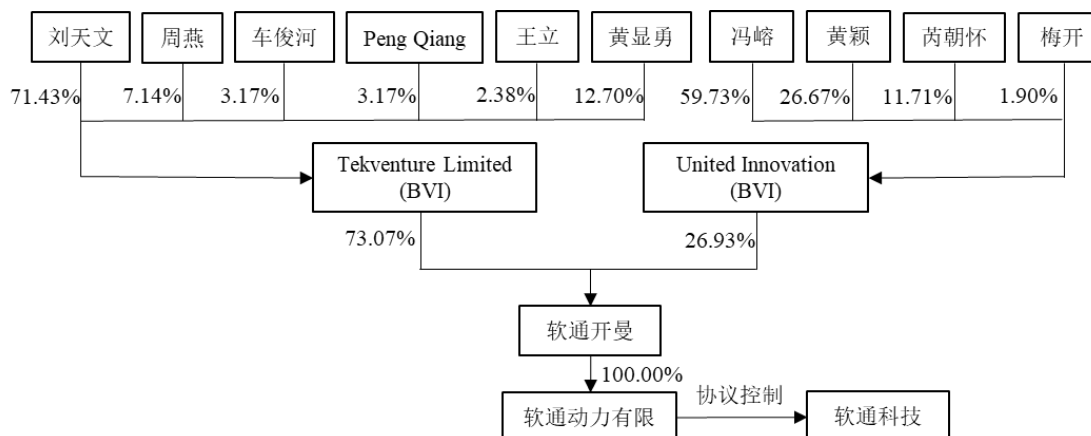 刘天文
周燕
车俊河
Peng Qiang
王立
黄显勇
冯嵱
黄颖
芮朝怀
梅开
71.43%
7.14%
3.17%
3.17%
2.38%
12.70%
59.73%
26.67%
11.71%
1.90%
Tekventure Limited
(BVI)
United Innovation
(BVI)
73.07%
26.93%
软通开曼
100.00%
软通动力有限
协议控制
软通科技